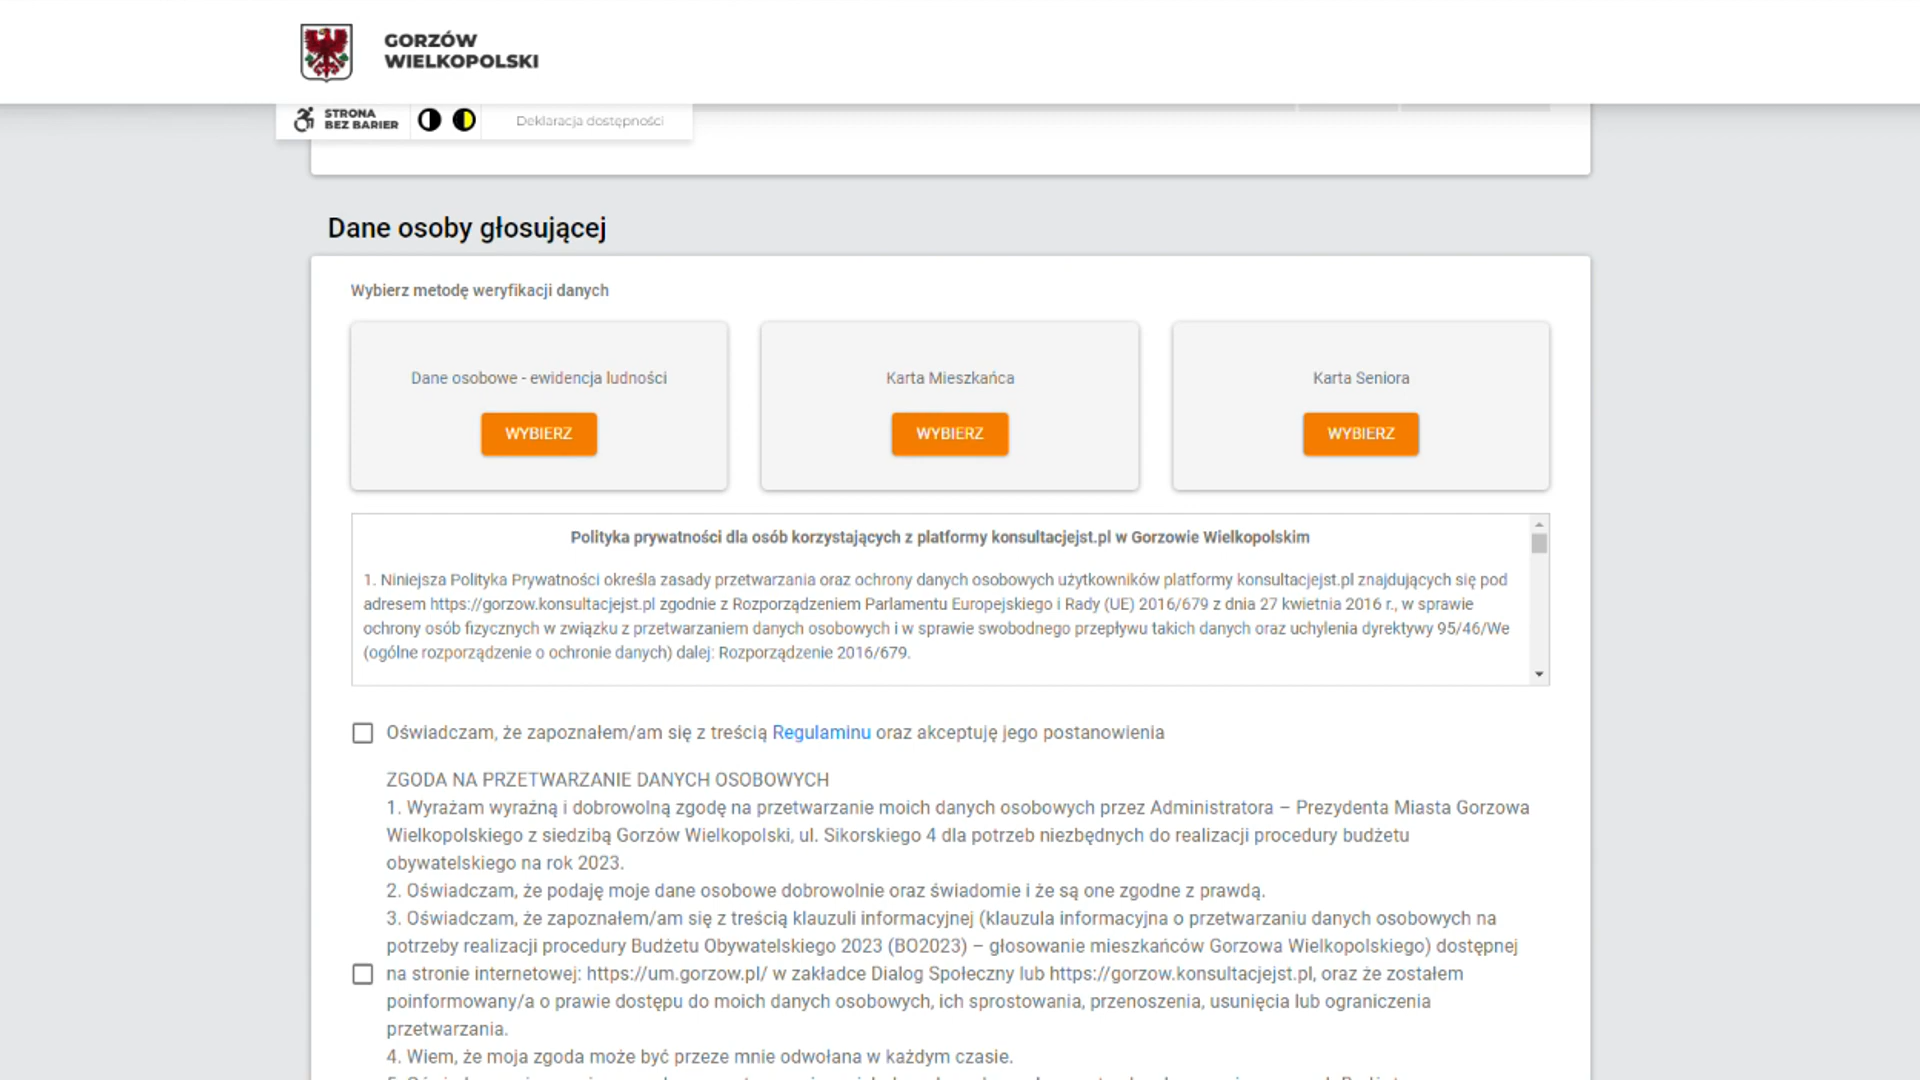 GORZÓW
WIELKOPOLSKI
STRONA
BEZ BARIER
Deklaracja dostępności
Dane osoby głosującej
Wybierz metodę weryfikacji danych
Dane osobowe - ewidencja ludności
WYBIERZ
Karta Mieszkańca
WYBIERZ
Karta Seniora
WYBIERZ
Polityka prywatności dla osób korzystających z platformy konsultacjejst.pl w Gorzowie Wielkopolskim
1. Niniejsza Polityka Prywatności określa zasady przetwarzania oraz ochrony danych osobowych użytkowników platformy konsultacjejst.pl znajdujących się pod
adresem https://gorzow.konsultacjejst.pl zgodnie z Rozporządzeniem Parlamentu Europejskiego i Rady (UE) 2016/679 z dnia 27 kwietnia 2016 r., w sprawie
ochrony osób fizycznych w związku z przetwarzaniem danych osobowych i w sprawie swobodnego przepływu takich danych oraz uchylenia dyrektywy 95/46/We
(ogólne rozporządzenie o ochronie danych) dalej: Rozporządzenie 2016/679.
Oświadczam, że zapoznałem/am się z treścią Regulaminu oraz akceptuję jego postanowienia
ZGODA NA PRZETWARZANIE DANYCH OSOBOWYCH
1. Wyrażam wyraźną i dobrowolną zgodę na przetwarzanie moich danych osobowych przez Administratora – Prezydenta Miasta Gorzowa
Wielkopolskiego z siedzibą Gorzów Wielkopolski, ul. Sikorskiego 4 dla potrzeb niezbędnych do realizacji procedury budżetu
obywatelskiego na rok 2023.
2. Oświadczam, że podaję moje dane osobowe dobrowolnie oraz świadomie i że są one zgodne z prawdą.
3. Oświadczam, że zapoznałem/am się z treścią klauzuli informacyjnej (klauzula informacyjna o przetwarzaniu danych osobowych na
potrzeby realizacji procedury Budżetu Obywatelskiego 2023 (BO2023) – głosowanie mieszkańców Gorzowa Wielkopolskiego) dostępnej
na stronie internetowej: https://um.gorzow.pl/ w zakładce Dialog Społeczny lub https://gorzow.konsultacjejst.pl, oraz że zostałem
poinformowany/a o prawie dostępu do moich danych osobowych, ich sprostowania, przenoszenia, usunięcia lub ograniczenia
przetwarzania.
4. Wiem, że moja zgoda może być przeze mnie odwołana w każdym czasie.